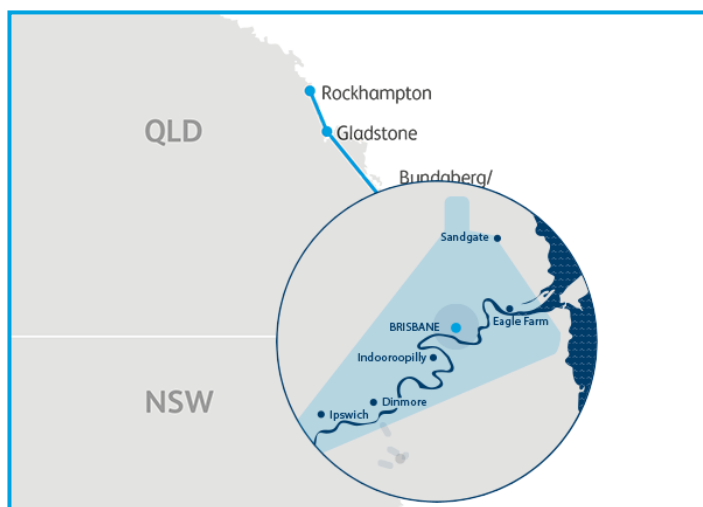 Rockhampton
QLD
Gladstone
Bundaberg/
Sandgate
Eagle Farm
BRISBANE
Indooroopilly
NSW
Dinmore
Ipswich